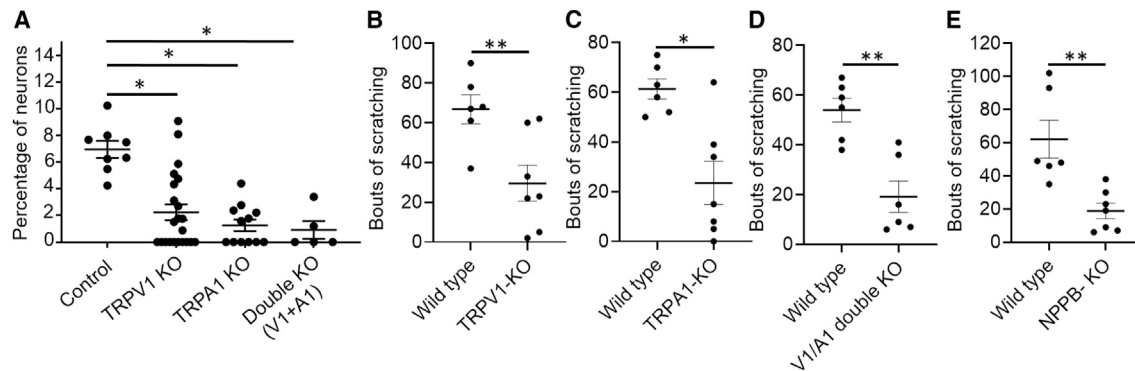 A
Percentage of neurons
14
12
10
8
6
4
2
0
*
*
*
Control
TRPV1 KO
TRPA1 KO
Double KO
(V1+A1)
B
Bouts of scratching
100
80
60
40
20
0
**
Wild type
TRPV1-KO
C
Bouts of scratching
80
60
40
20
0
*
Wild type
TRPA1-KO
D
Bouts of scratching
80
60
40
20
0
**
Wild type
V1/A1 double KO
E
Bouts of scratching
120
100
80
60
40
20
0
**
Wild type
NPPB- KO